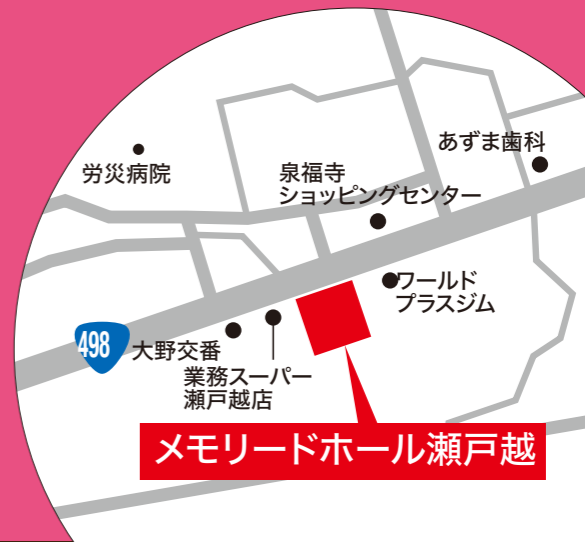 あずま歯科
労災病院
泉福寺
ショッピングセンター
ワールド
プラスジム
498
大野交番
業務スーパー
瀬戸越店
メモリードホール瀬戸越